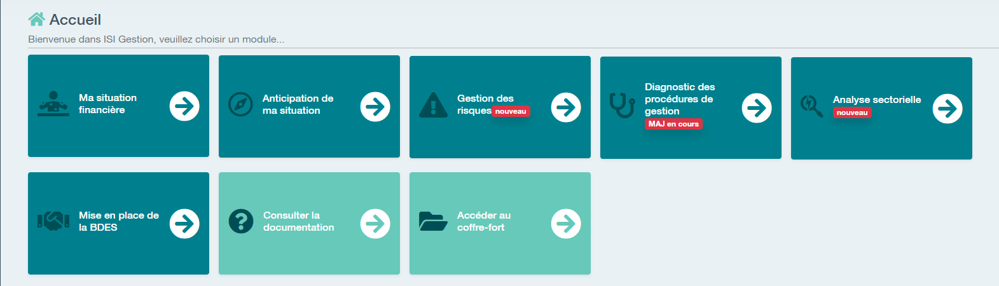 Accueil
Bienvenue dans ISI Gestion, veuillez choisir un module...
Ma situation
financière
Anticipation de
ma situation
Gestion des
risques nouveau
Diagnostic des
procédures de
gestion
MAJ en cours
Analyse sectorielle
nouveau
Mise en place de
la BDES
Consulter la
documentation
Accéder au
coffre-fort